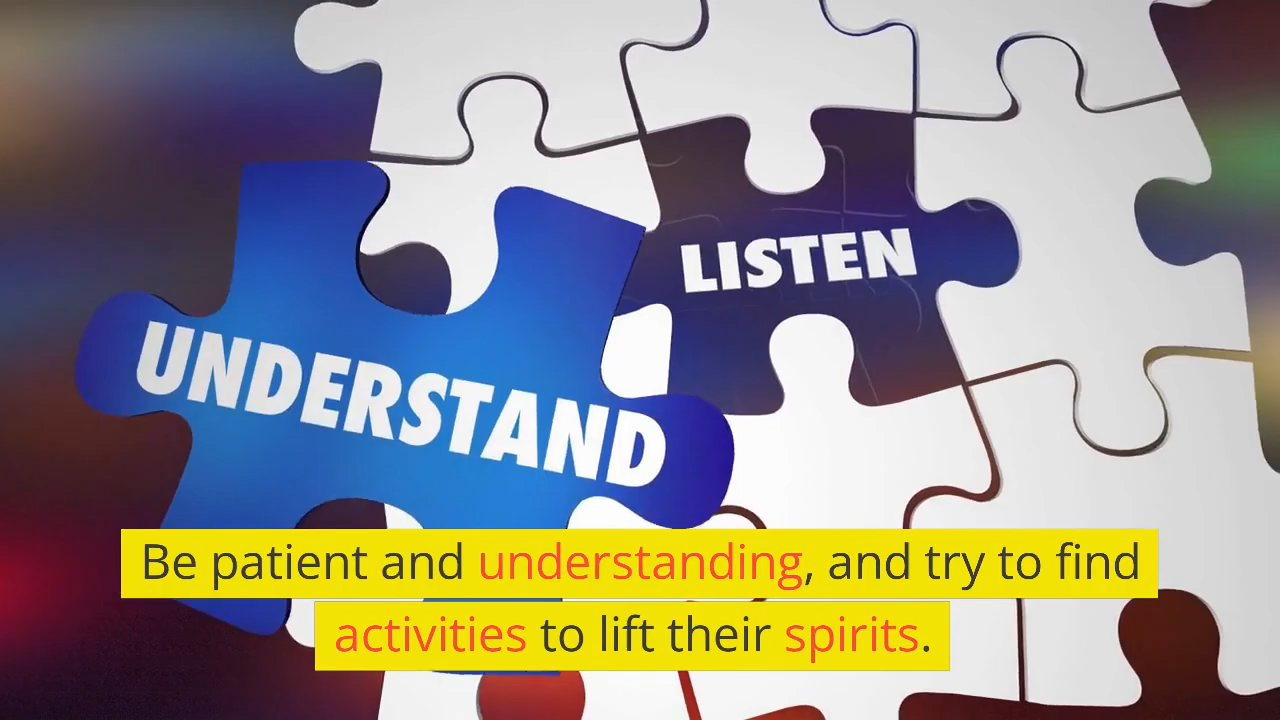 LISTEN
UNDERSTAND
Be patient and understanding, and try to find
activities to lift their spirits.